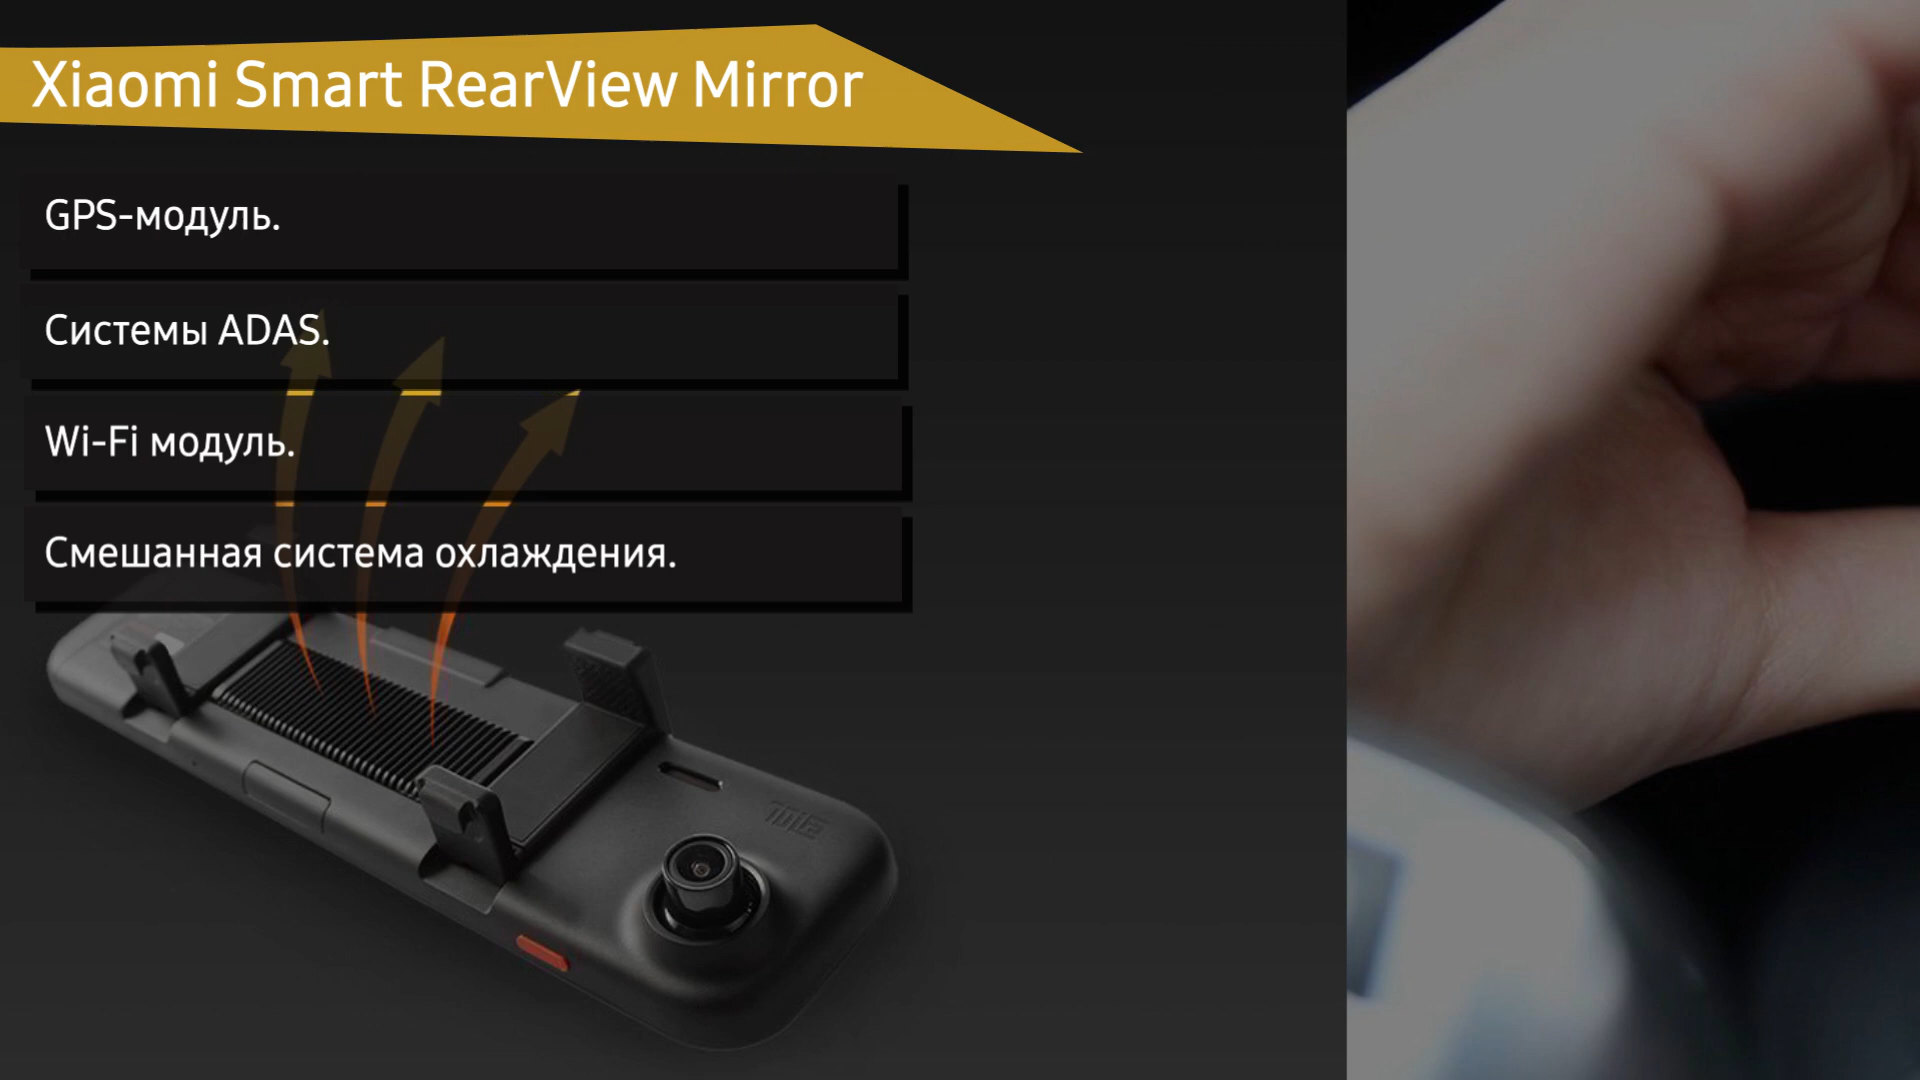 Xiaomi Smart RearView Mirror
GPS-модуль.
Системы ADAS.
Wi-Fi модуль.
Смешанная система охлаждения.